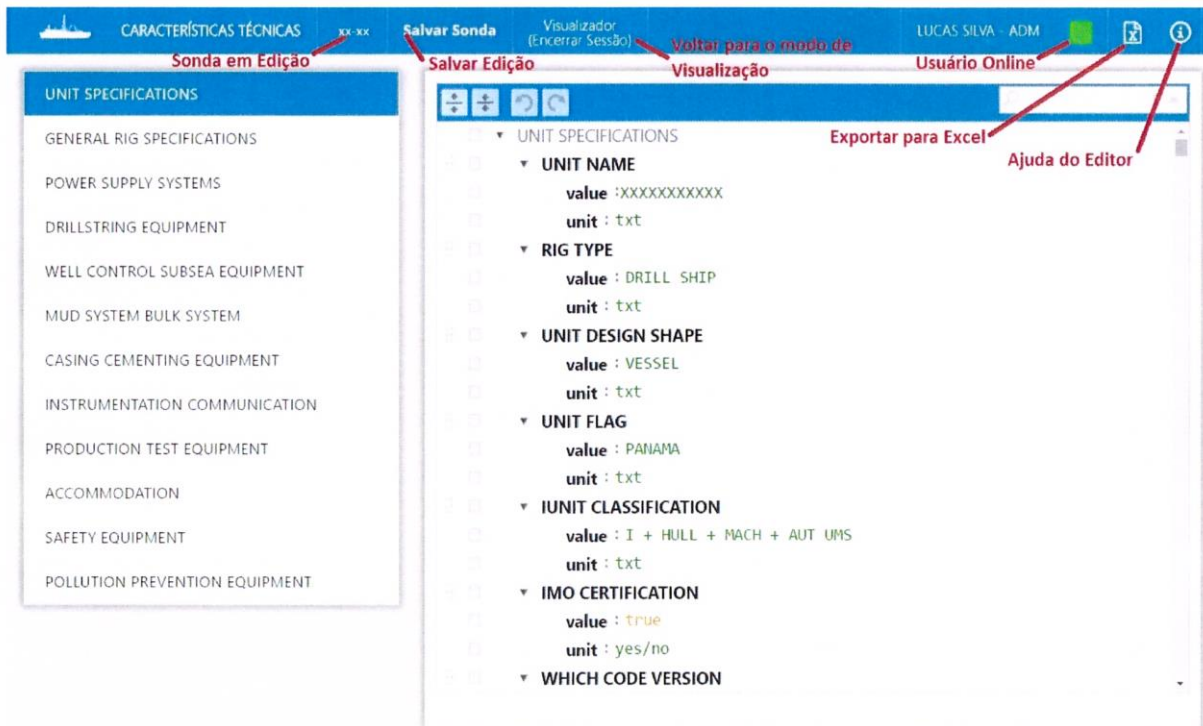 CARACTERÍSTICAS TÉCNICAS
xx-xx
Salvar Sonda
Visualizador
(Encerrar Sessão)
LUCAS SILVA - ADM
Sonda em Edição
Salvar Edição
Voltar para o modo de
Visualização
Usuário Online
Exportar para Excel
Ajuda do Editor
UNIT SPECIFICATIONS
GENERAL RIG SPECIFICATIONS
POWER SUPPLY SYSTEMS
DRILLSTRING EQUIPMENT
WELL CONTROL SUBSEA EQUIPMENT
MUD SYSTEM BULK SYSTEM
CASING CEMENTING EQUIPMENT
INSTRUMENTATION COMMUNICATION
PRODUCTION TEST EQUIPMENT
ACCOMMODATION
SAFETY EQUIPMENT
POLLUTION PREVENTION EQUIPMENT
UNIT SPECIFICATIONS
UNIT NAME
value :XXXXXXXXXXX
unit : txt
RIG TYPE
value : DRILL SHIP
unit : txt
UNIT DESIGN SHAPE
value : VESSEL
unit : txt
UNIT FLAG
value : PANAMA
unit : txt
IUNIT CLASSIFICATION
value : I + HULL + MACH + AUT UMS
unit : txt
IMO CERTIFICATION
value : true
unit : yes/no
WHICH CODE VERSION